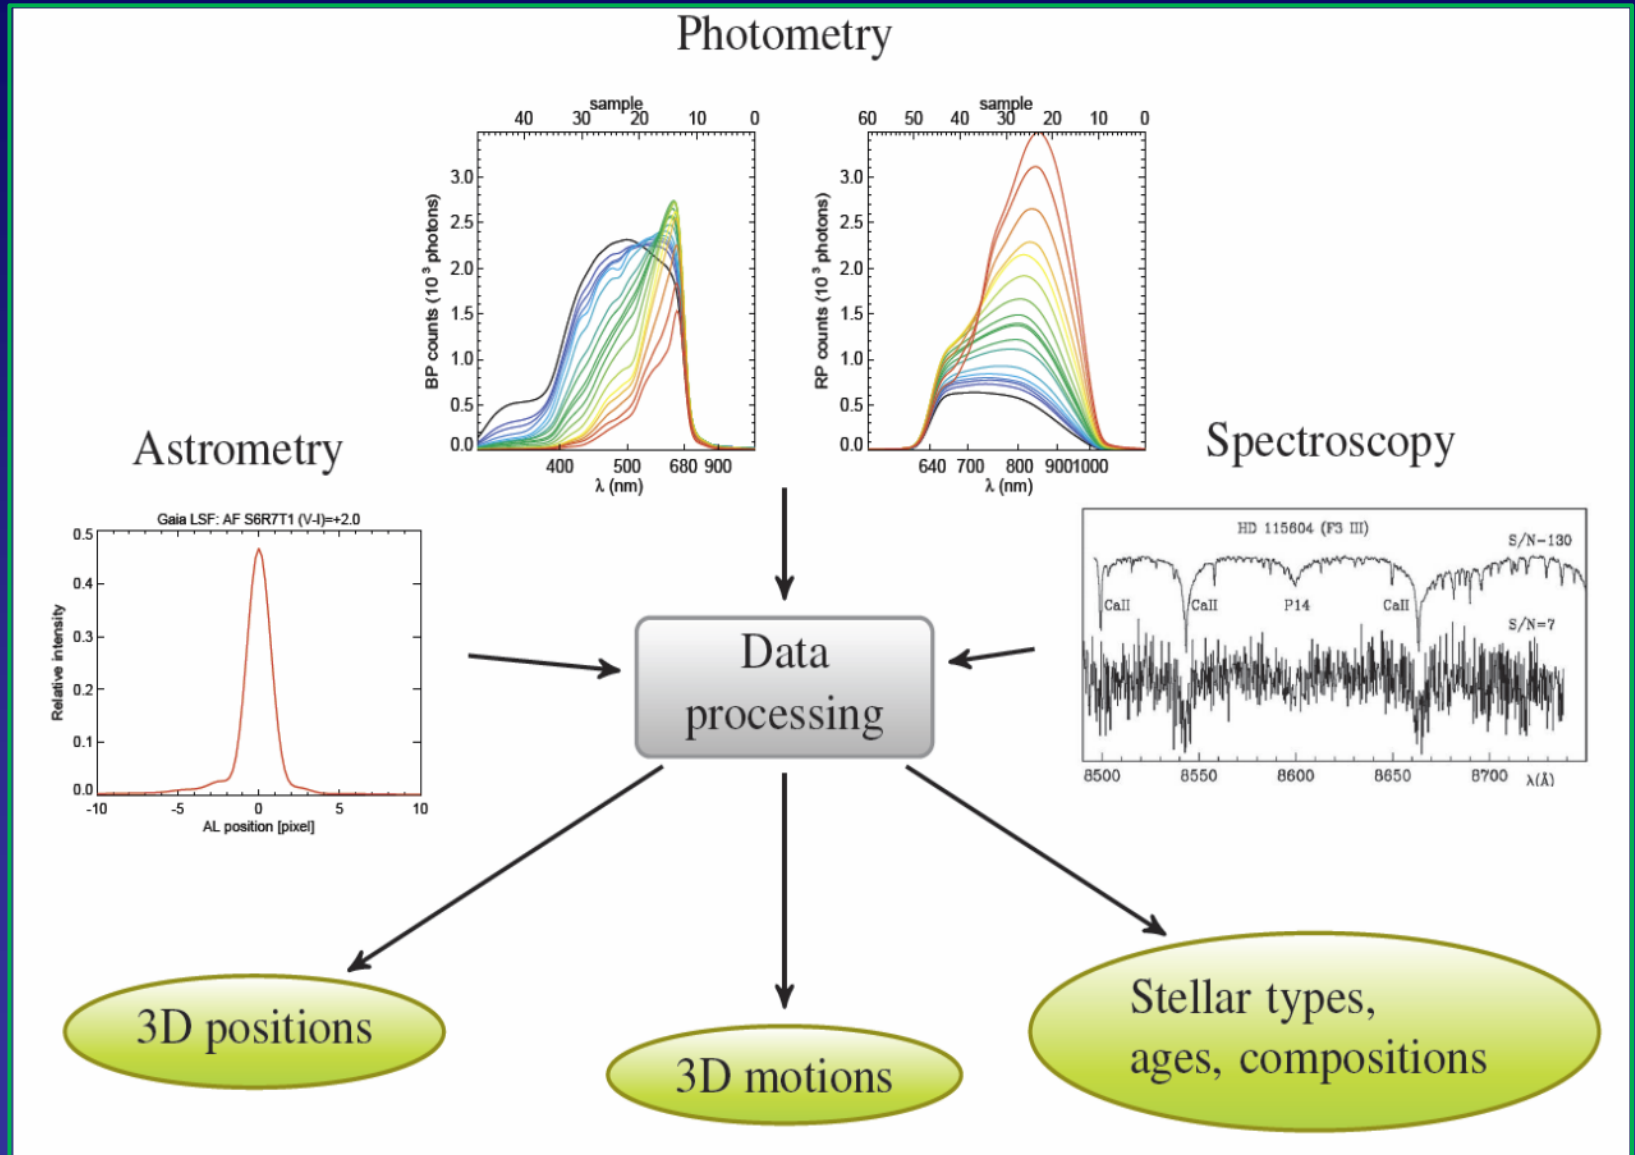 Photometry
sample
40 30 20 10 0
3.0
2.5
2.0
1.5
1.0
0.5
0.0
BP counts (10³ photons)
400 500 680 900
λ (nm)
sample
60 50 40 30 20 10 0
3.0
2.5
2.0
1.5
1.0
0.5
0.0
RP counts (10³ photons)
640 700 800 900 1000
λ (nm)
Astrometry
Gaia LSF: AF S6R7T1 (V-I)=+2.0
0.5
0.4
0.3
0.2
0.1
0.0
Relative intensity
-10 -5 0 5 10
AL position [pixel]
Spectroscopy
HD 115604 (F3 III)
S/N-130
CaII CaII P14 CaII
S/N=7
8500 8550 8600 8650 8700 λ(Å)
Data
processing
3D positions
3D motions
Stellar types,
ages, compositions